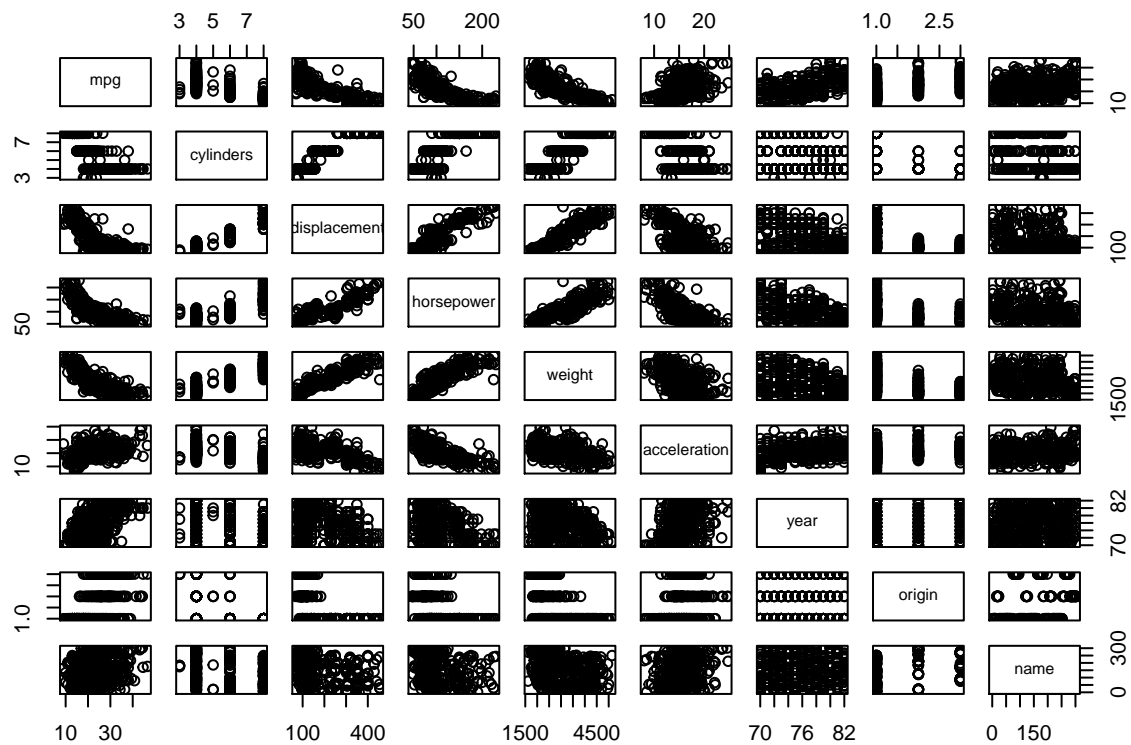 3 5 7 50 200 10 20 1.0 2.5
mpg 10
3 7 cylinders
displacement 100
50 horsepower
weight 1500
10 acceleration
year 70 82
1.0 origin
name 0 300
10 30 100 400 1500 4500 70 76 82 0 150